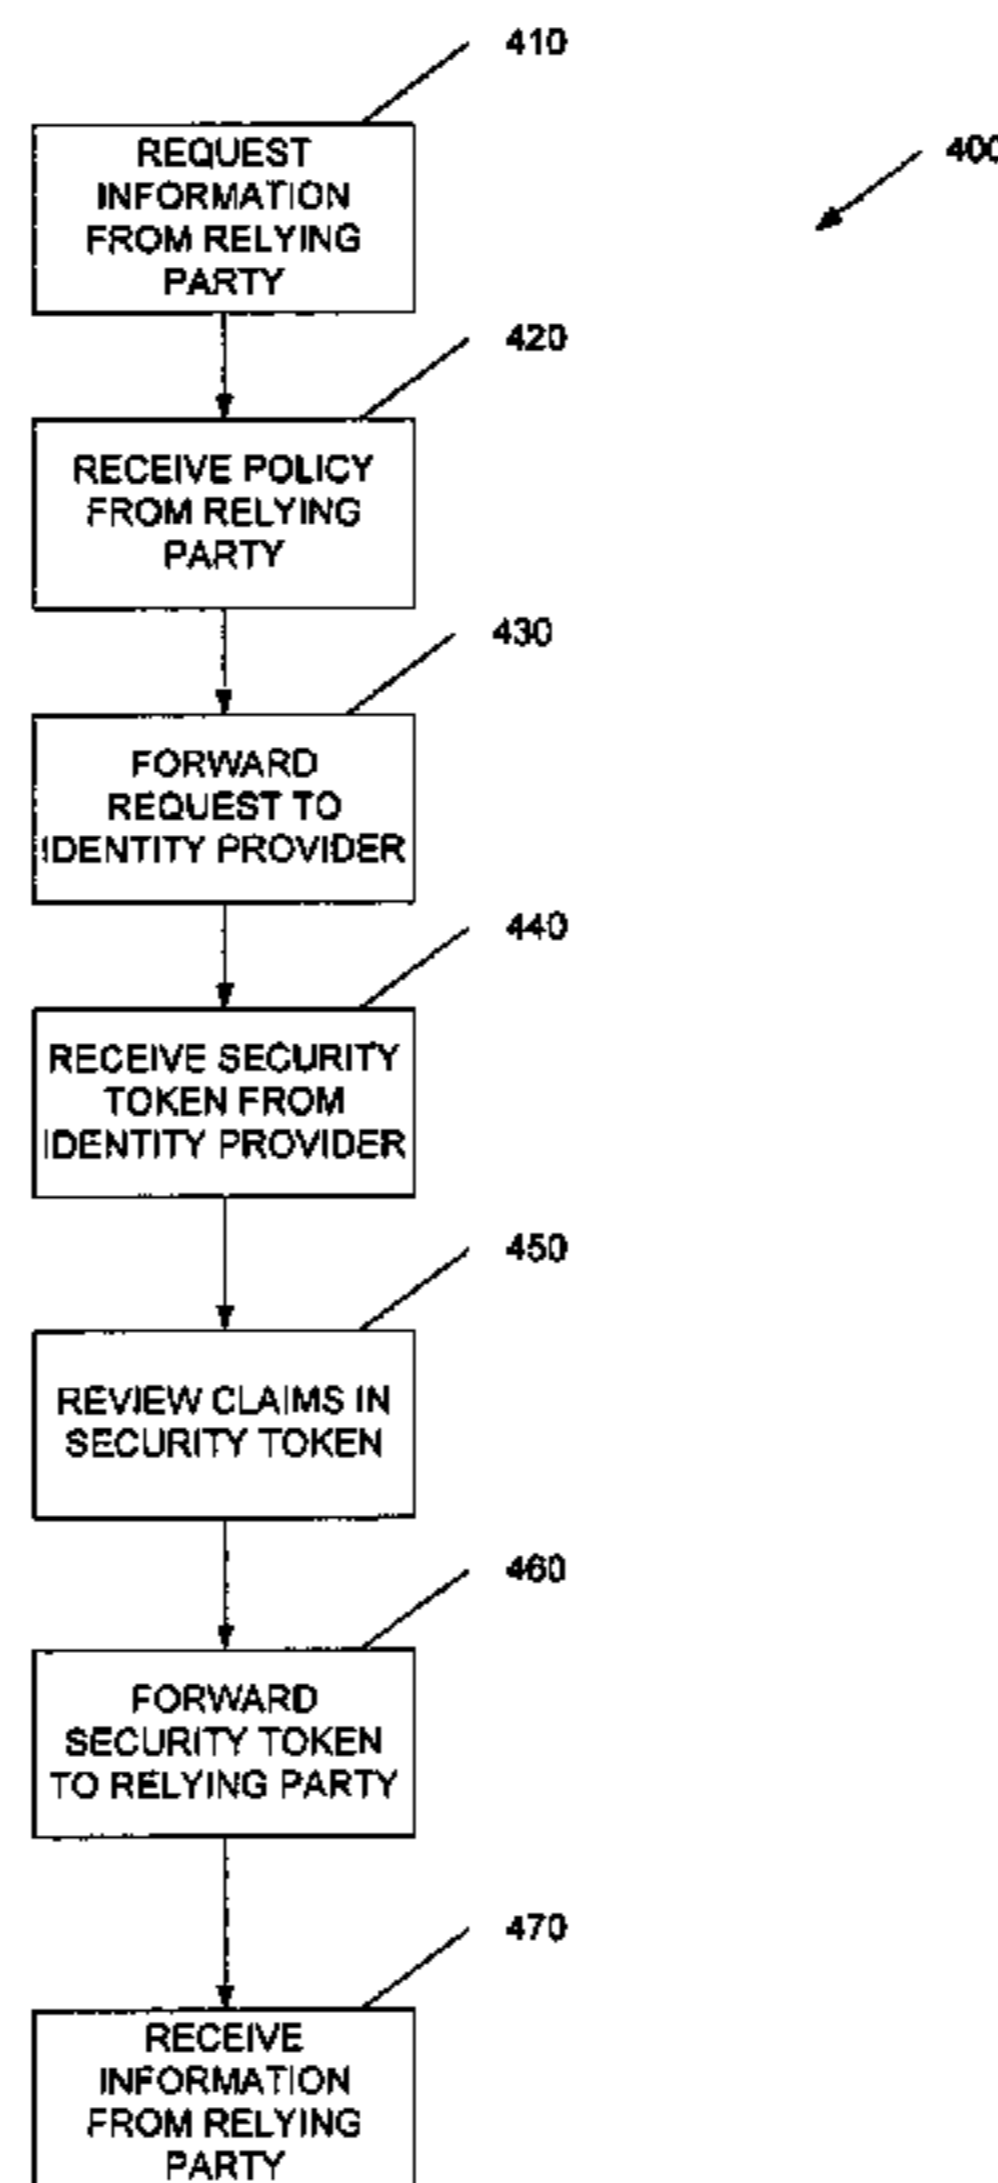 410
400
REQUEST
INFORMATION
FROM RELYING
PARTY
420
RECEIVE POLICY
FROM RELYING
PARTY
430
FORWARD
REQUEST TO
IDENTITY PROVIDER
440
RECEIVE SECURITY
TOKEN FROM
IDENTITY PROVIDER
450
REVIEW CLAIMS IN
SECURITY TOKEN
460
FORWARD
SECURITY TOKEN
TO RELYING PARTY
470
RECEIVE
INFORMATION
FROM RELYING
PARTY